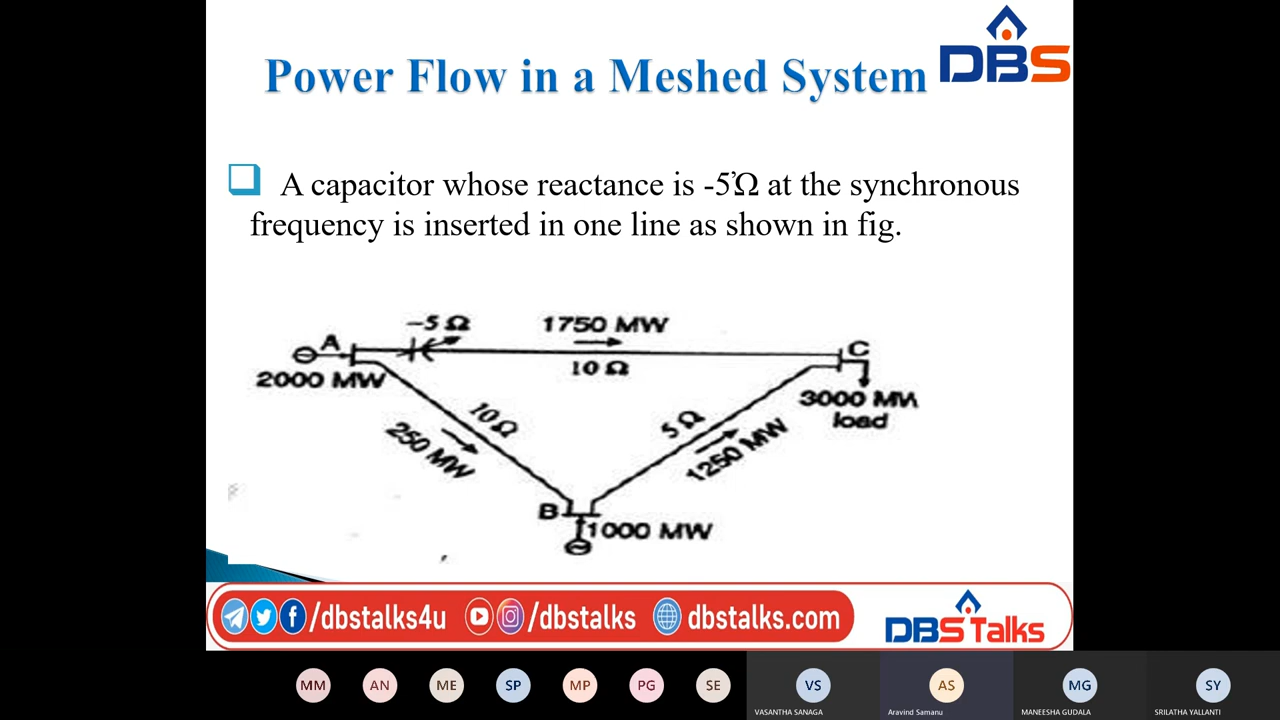 Power Flow in a Meshed System
DBS
A capacitor whose reactance is -5Ώ at the synchronous
frequency is inserted in one line as shown in fig.
-5 Ω
1750 MW
A
C
10 Ω
2000 MW
3000 MW
load
10 Ω
5 Ω
250 MW
1250 MW
B
1000 MW
/dbstalks4u
/dbstalks
dbstalks.com
DBS Talks
MM AN ME SP MP PG SE VS AS MG SY
VASANTHA SANAGA
Aravind Samanu
MANEESHA GUDALA
SRILATHA YALLANTI